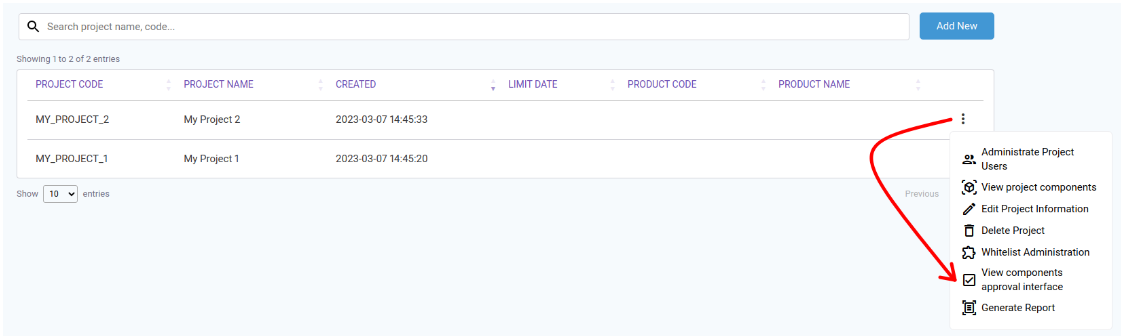 Search project name, code...
Add New
Showing 1 to 2 of 2 entries
PROJECT CODE PROJECT NAME CREATED LIMIT DATE PRODUCT CODE PRODUCT NAME
MY_PROJECT_2 My Project 2 2023-03-07 14:45:33
MY_PROJECT_1 My Project 1 2023-03-07 14:45:20
Show 10 entries
Previous
Administrate Project
Users
View project components
Edit Project Information
Delete Project
Whitelist Administration
View components
approval interface
Generate Report